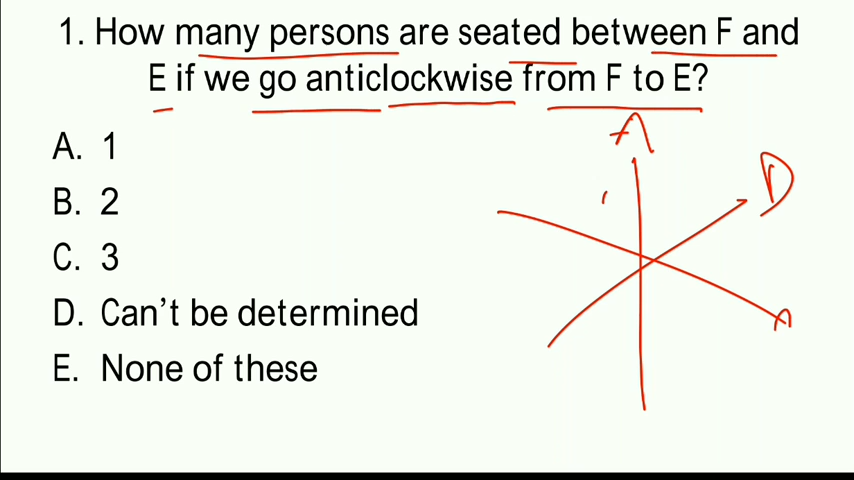 1. How many persons are seated between F and
E if we go anticlockwise from F to E?
A. 1
B. 2
C. 3
D. Can't be determined
E. None of these
A
D